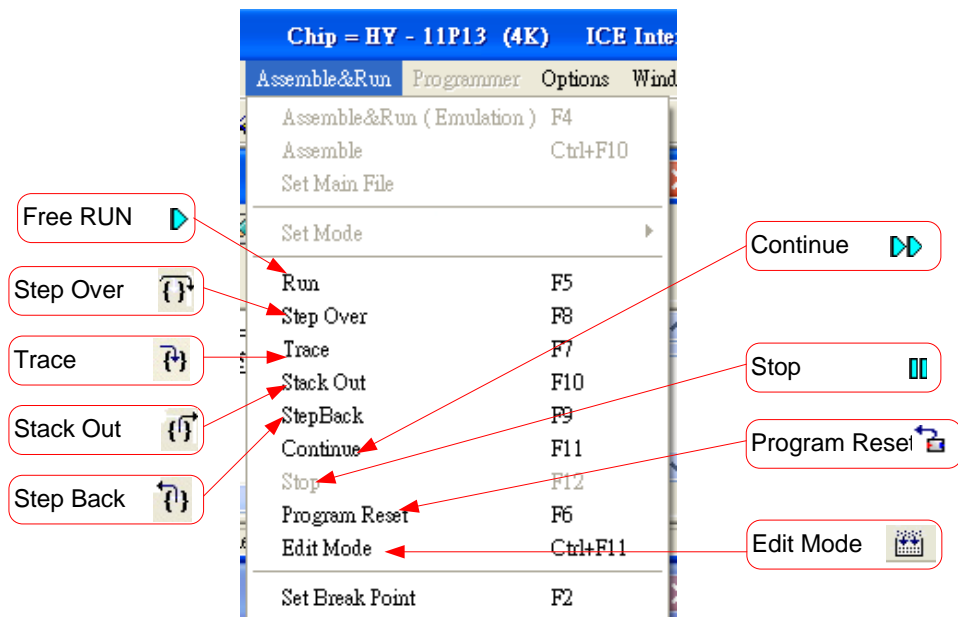 Chip = HY - 11P13 (4K) ICE Inte
Assemble&Run Programmer Options Wind
Assemble&Run ( Emulation ) F4
Assemble Ctrl+F10
Set Main File
Set Mode
Run F5
Step Over F8
Trace F7
Stack Out F10
StepBack F9
Continue F11
Stop F12
Program Reset F6
Edit Mode Ctrl+F11
Set Break Point F2
Free RUN
Step Over
Trace
Stack Out
Step Back
Continue
Stop
Program Reset
Edit Mode